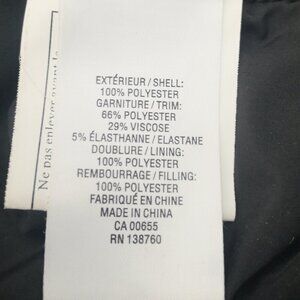 EXTÉRIEUR / SHELL:
100% POLYESTER
GARNITURE / TRIM:
66% POLYESTER
29% VISCOSE
5% ÉLASTHANNE / ELASTANE
DOUBLURE / LINING:
100% POLYESTER
REMBOURRAGE / FILLING:
100% POLYESTER
FABRIQUÉ EN CHINE
MADE IN CHINA
CA 00655
RN 138760
Ne pas enlever avant la